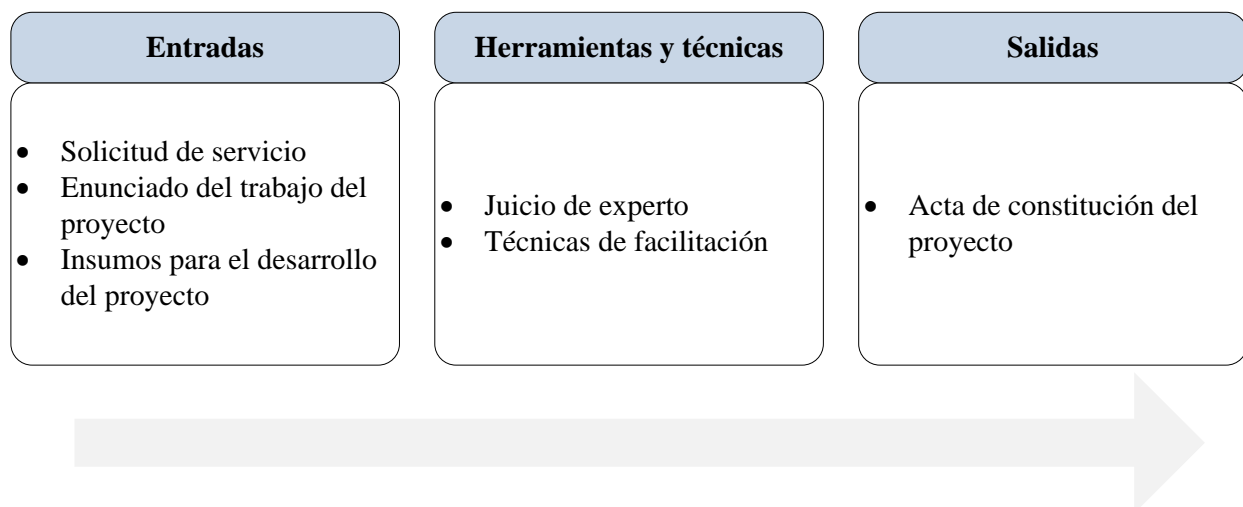 Entradas
• Solicitud de servicio
• Enunciado del trabajo del
proyecto
• Insumos para el desarrollo
del proyecto
Herramientas y técnicas
• Juicio de experto
• Técnicas de facilitación
Salidas
• Acta de constitución del
proyecto